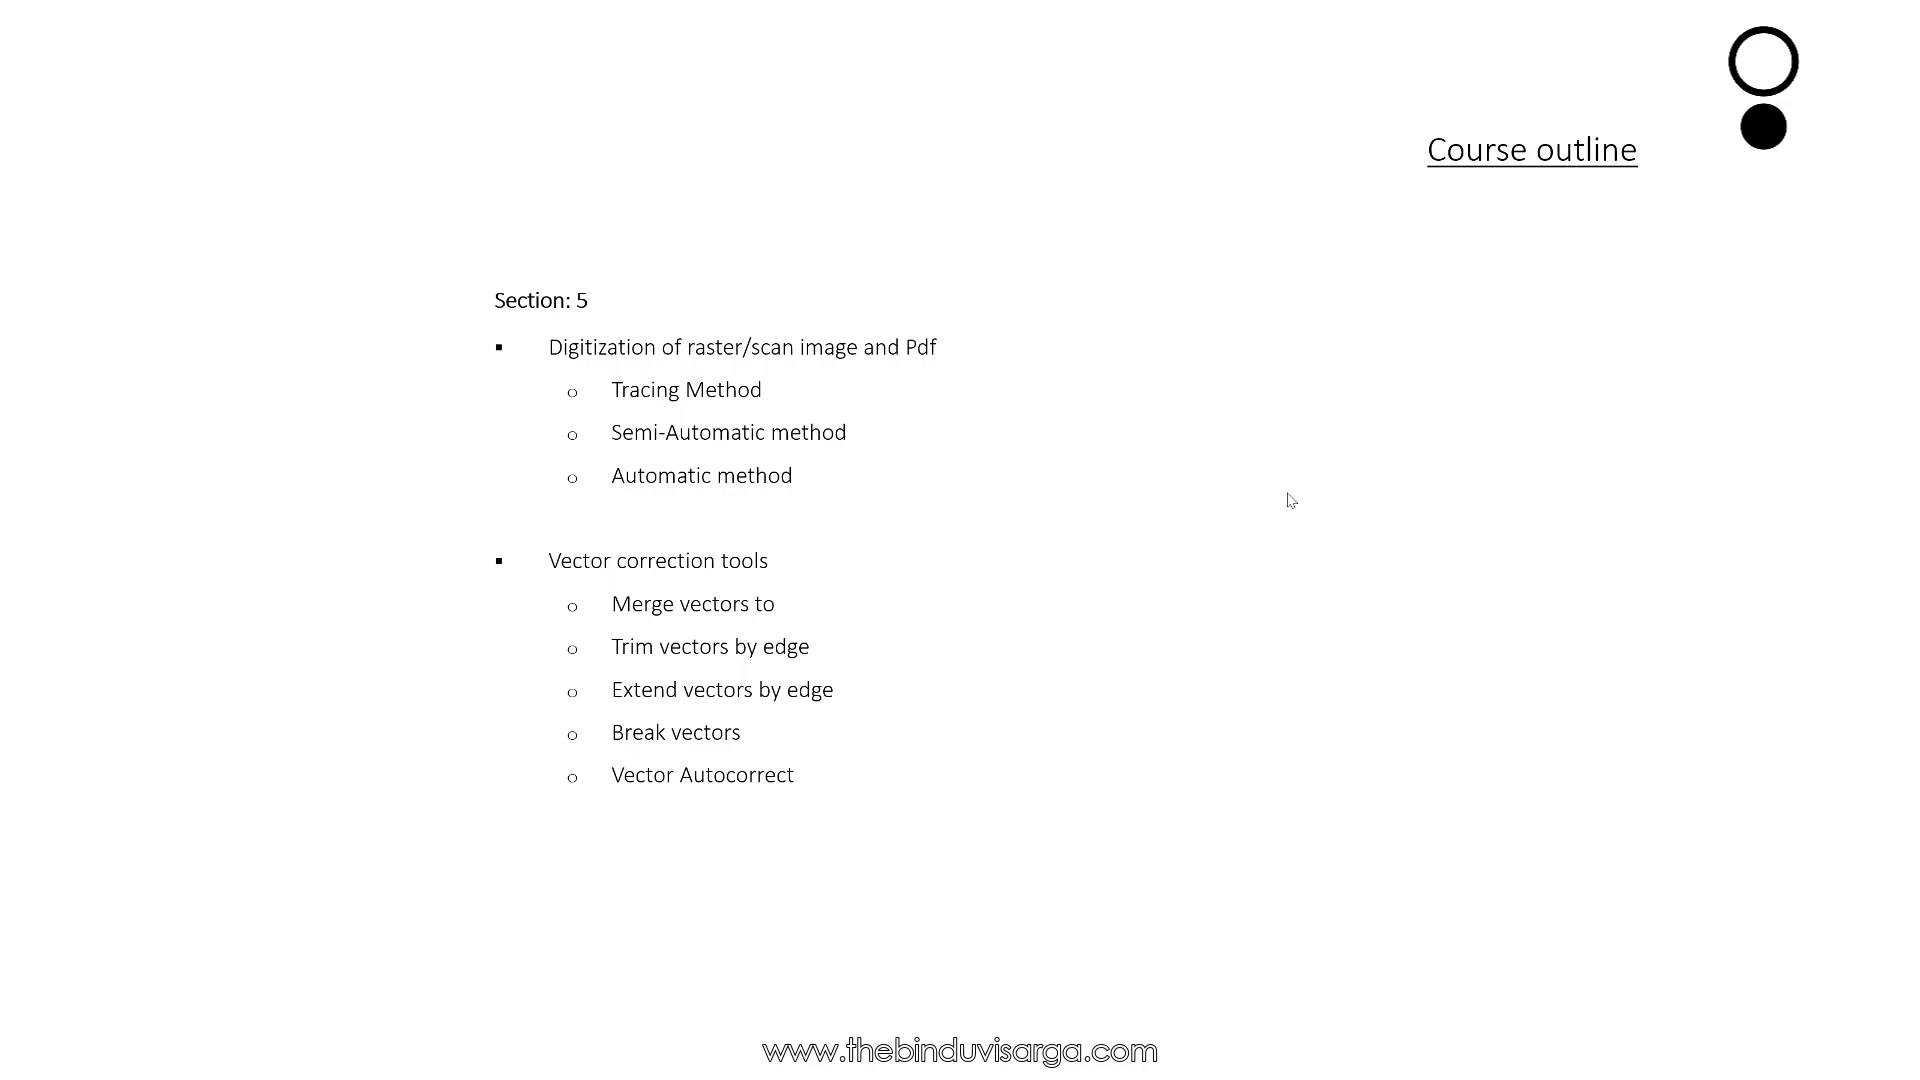 Course outline
Section: 5
▪ Digitization of raster/scan image and Pdf
o Tracing Method
o Semi-Automatic method
o Automatic method
▪ Vector correction tools
o Merge vectors to
o Trim vectors by edge
o Extend vectors by edge
o Break vectors
o Vector Autocorrect
www.thebinduvisarga.com